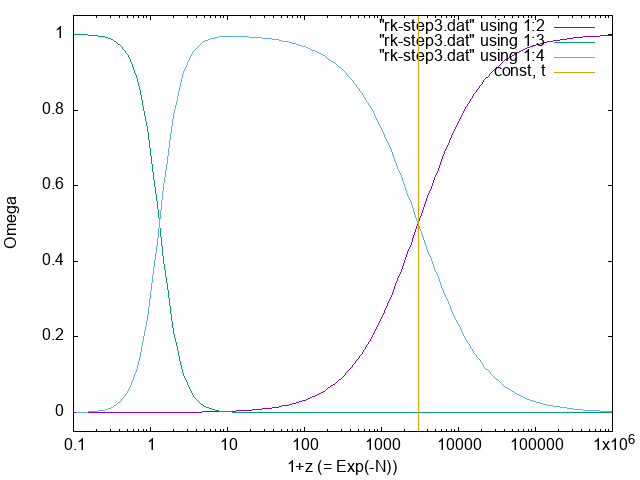 "rk-step3.dat" using 1:2
"rk-step3.dat" using 1:3
"rk-step3.dat" using 1:4
const, t
1
0.8
0.6
0.4
0.2
0
Omega
0.1 1 10 100 1000 10000 100000 1x10⁶
1+z (= Exp(-N))